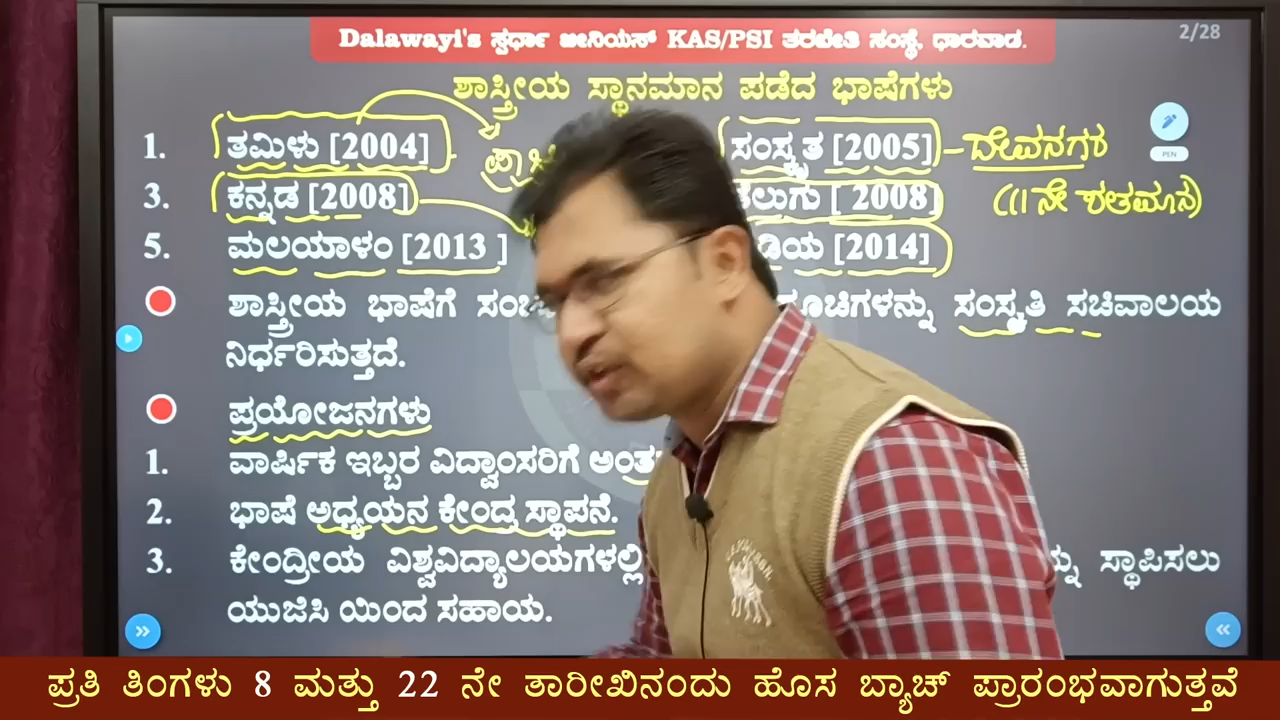 Dalawayi's ಸ್ಪರ್ಧಾ ಜೀನಿಯಸ್ KAS/PSI ತರಬೇತಿ ಸಂಸ್ಥೆ, ಧಾರವಾಡ.
2/28
ಶಾಸ್ತ್ರೀಯ ಸ್ಥಾನಮಾನ ಪಡೆದ ಭಾಷೆಗಳು
1. ತಮಿಳು [2004] ಸಂಸ್ಕೃತ [2005] – ದೇವನಗರ
PEN
3. ಕನ್ನಡ [2008] [2008] (11ನೇ ಶತಮಾನ)
5. ಮಲಯಾಳಂ [2013 ] [2014]
ಶಾಸ್ತ್ರೀಯ ಭಾಷೆಗೆ ಸಂಸ್ಕೃತಿ ಸಚಿವಾಲಯ
ನಿರ್ಧರಿಸುತ್ತದೆ.
ಪ್ರಯೋಜನಗಳು
1. ವಾರ್ಷಿಕ ಇಬ್ಬರ ವಿದ್ವಾಂಸರಿಗೆ
2. ಭಾಷೆ ಅಧ್ಯಯನ ಕೇಂದ್ರ ಸ್ಥಾಪನೆ.
3. ಕೇಂದ್ರೀಯ ವಿಶ್ವವಿದ್ಯಾಲಯಗಳಲ್ಲಿ ಸ್ಥಾಪಿಸಲು
ಯುಜಿಸಿ ಯಿಂದ ಸಹಾಯ.
ಪ್ರತಿ ತಿಂಗಳು 8 ಮತ್ತು 22 ನೇ ತಾರೀಖಿನಂದು ಹೊಸ ಬ್ಯಾಚ್ ಪ್ರಾರಂಭವಾಗುತ್ತವೆ